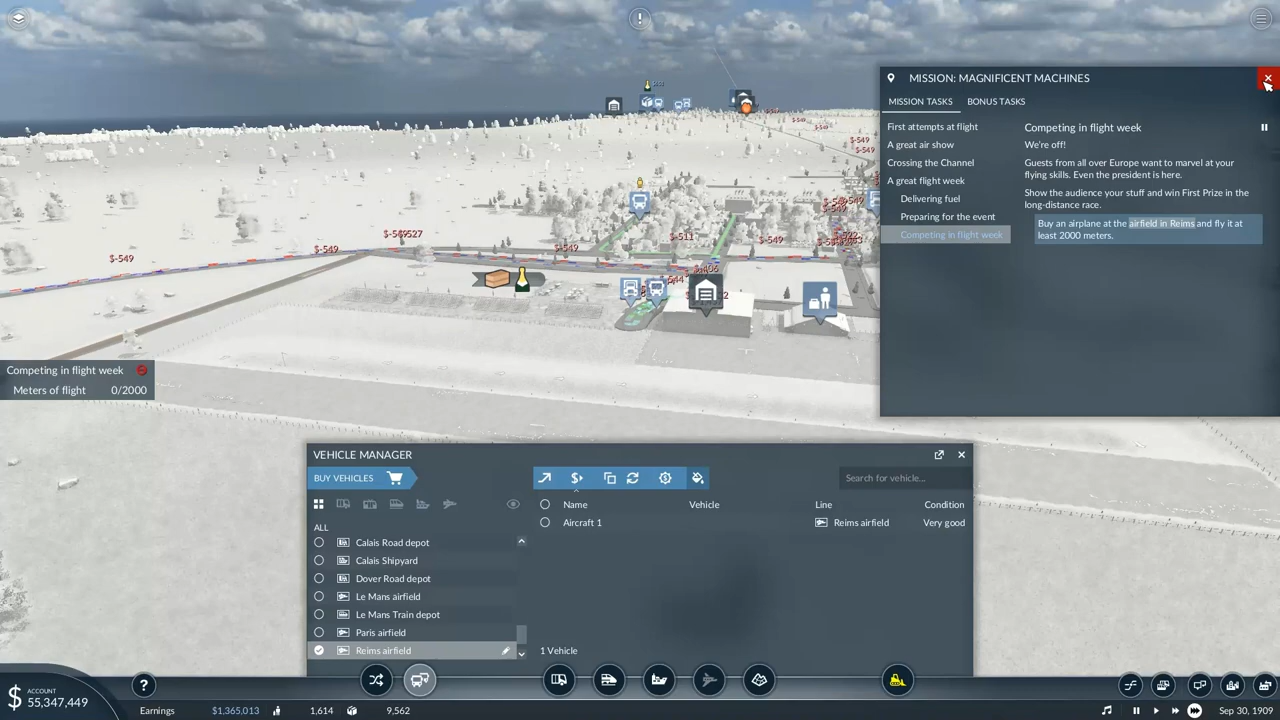 MISSION: MAGNIFICENT MACHINES
MISSION TASKS
BONUS TASKS
First attempts at flight
A great air show
Crossing the Channel
A great flight week
Delivering fuel
Preparing for the event
Competing in flight week
Competing in flight week
We're off!
Guests from all over Europe want to marvel at your
flying skills. Even the president is here.
Show the audience your stuff and win First Prize in the
long-distance race.
Buy an airplane at the airfield in Reims and fly it at
least 2000 meters.
$-549
$-549
$-549
$-511
$-549
$-549
$-549
Competing in flight week
Meters of flight 0/2000
VEHICLE MANAGER
BUY VEHICLES
Search for vehicle...
Name Vehicle Line Condition
Aircraft 1 Reims airfield Very good
ALL
Calais Road depot
Calais Shipyard
Dover Road depot
Le Mans airfield
Le Mans Train depot
Paris airfield
Reims airfield
1 Vehicle
$ ACCOUNT
55,347,449
?
Earnings $1,365,013 1,614 9,562
Sep 30, 1909